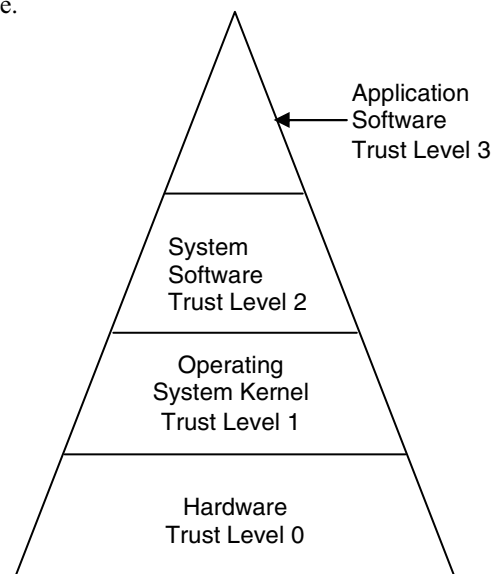 e.
Application
Software
Trust Level 3
System
Software
Trust Level 2
Operating
System Kernel
Trust Level 1
Hardware
Trust Level 0